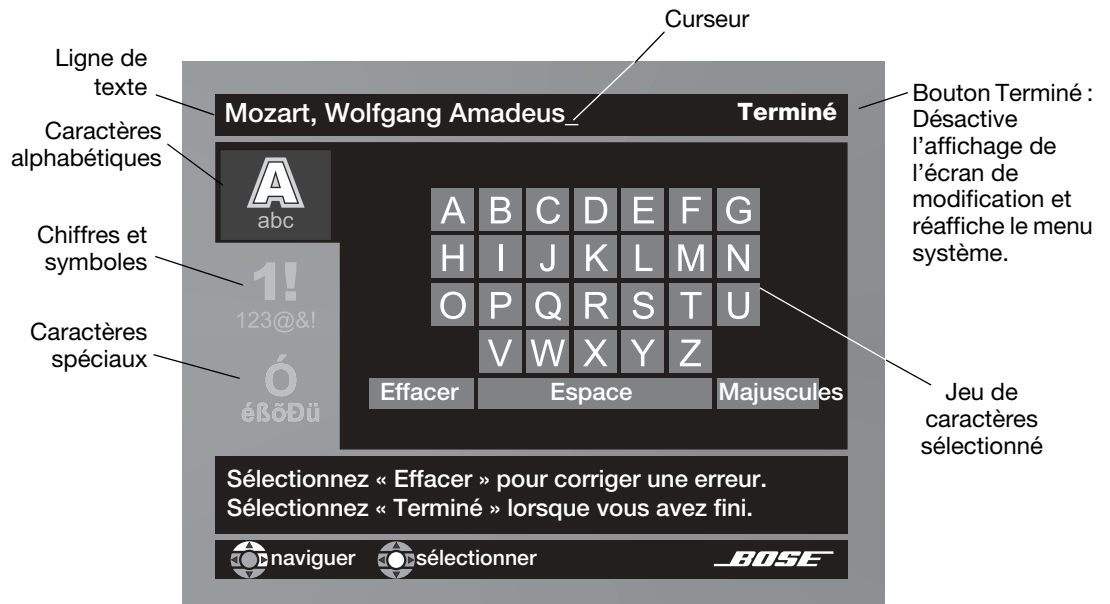 Curseur
Ligne de
texte
Mozart, Wolfgang Amadeus_
Terminé
Bouton Terminé :
Désactive
l'affichage de
l'écran de
modification et
réaffiche le menu
système.
Caractères
alphabétiques
A
abc
A B C D E F G
H I J K L M N
O P Q R S T U
V W X Y Z
Effacer Espace Majuscules
Chiffres et
symboles
1!
123@&!
Caractères
spéciaux
Ó
éßõÐü
Jeu de
caractères
sélectionné
Sélectionnez « Effacer » pour corriger une erreur.
Sélectionnez « Terminé » lorsque vous avez fini.
naviguer sélectionner BOSE